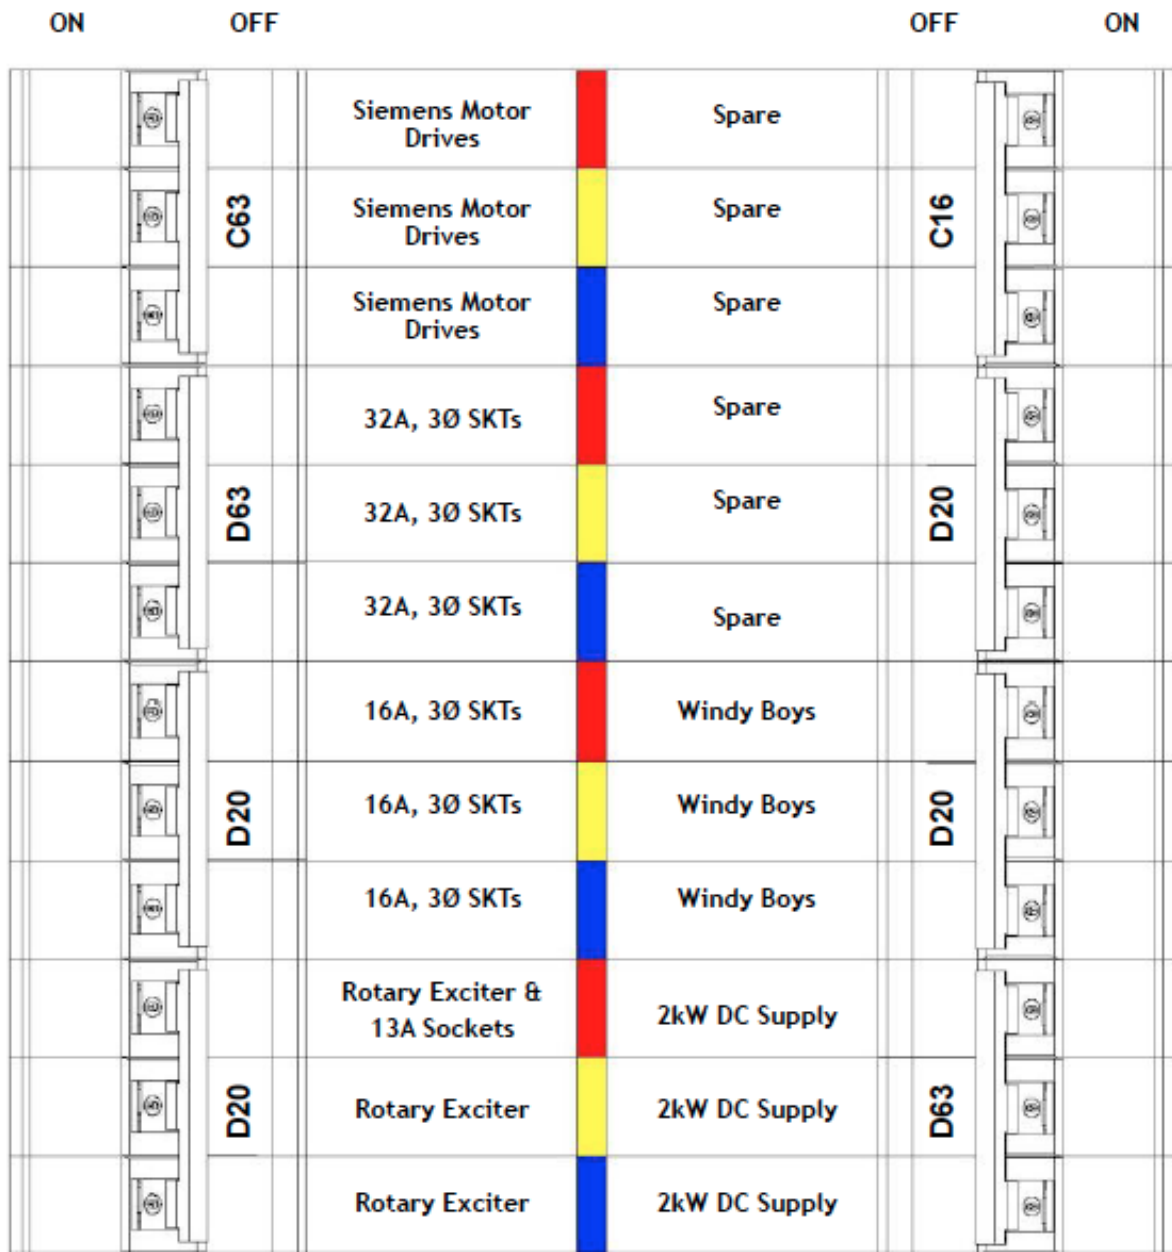 ON OFF OFF ON
Siemens Motor
Drives
Spare
C63
Siemens Motor
Drives
Spare
C16
Siemens Motor
Drives
Spare
32A, 3Ø SKTs
Spare
D63
32A, 3Ø SKTs
Spare
D20
32A, 3Ø SKTs
Spare
16A, 3Ø SKTs
Windy Boys
D20
16A, 3Ø SKTs
Windy Boys
D20
16A, 3Ø SKTs
Windy Boys
Rotary Exciter &
13A Sockets
2kW DC Supply
D20
Rotary Exciter
2kW DC Supply
D63
Rotary Exciter
2kW DC Supply